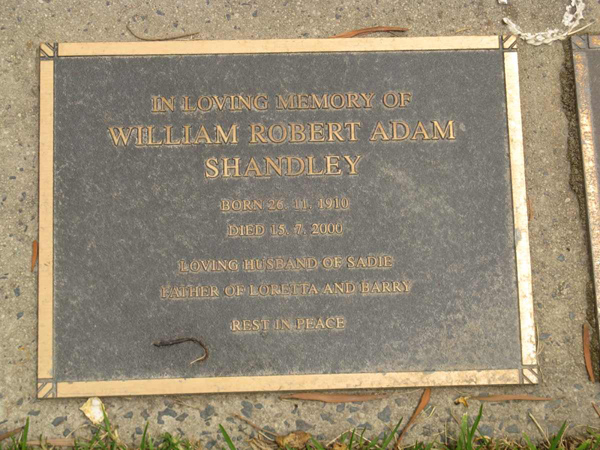 IN LOVING MEMORY OF
WILLIAM ROBERT ADAM
SHANDLEY
BORN 26. 11. 1910
DIED 15. 7. 2000
LOVING HUSBAND OF SADIE
FATHER OF LORETTA AND BARRY
REST IN PEACE